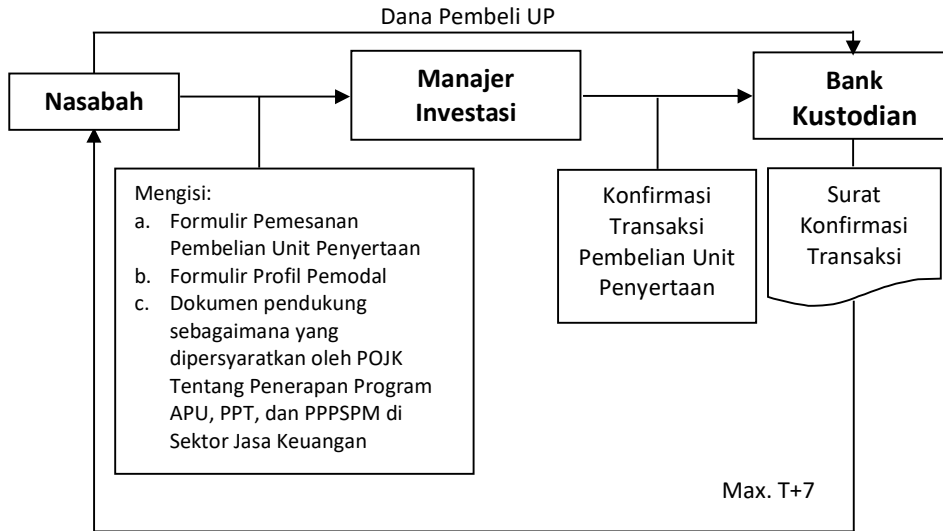 Dana Pembeli UP
Nasabah
Manajer
Investasi
Bank
Kustodian
Mengisi:
a. Formulir Pemesanan
Pembelian Unit Penyertaan
b. Formulir Profil Pemodal
c. Dokumen pendukung
sebagaimana yang
dipersyaratkan oleh POJK
Tentang Penerapan Program
APU, PPT, dan PPPSPM di
Sektor Jasa Keuangan
Konfirmasi
Transaksi
Pembelian Unit
Penyertaan
Surat
Konfirmasi
Transaksi
Max. T+7